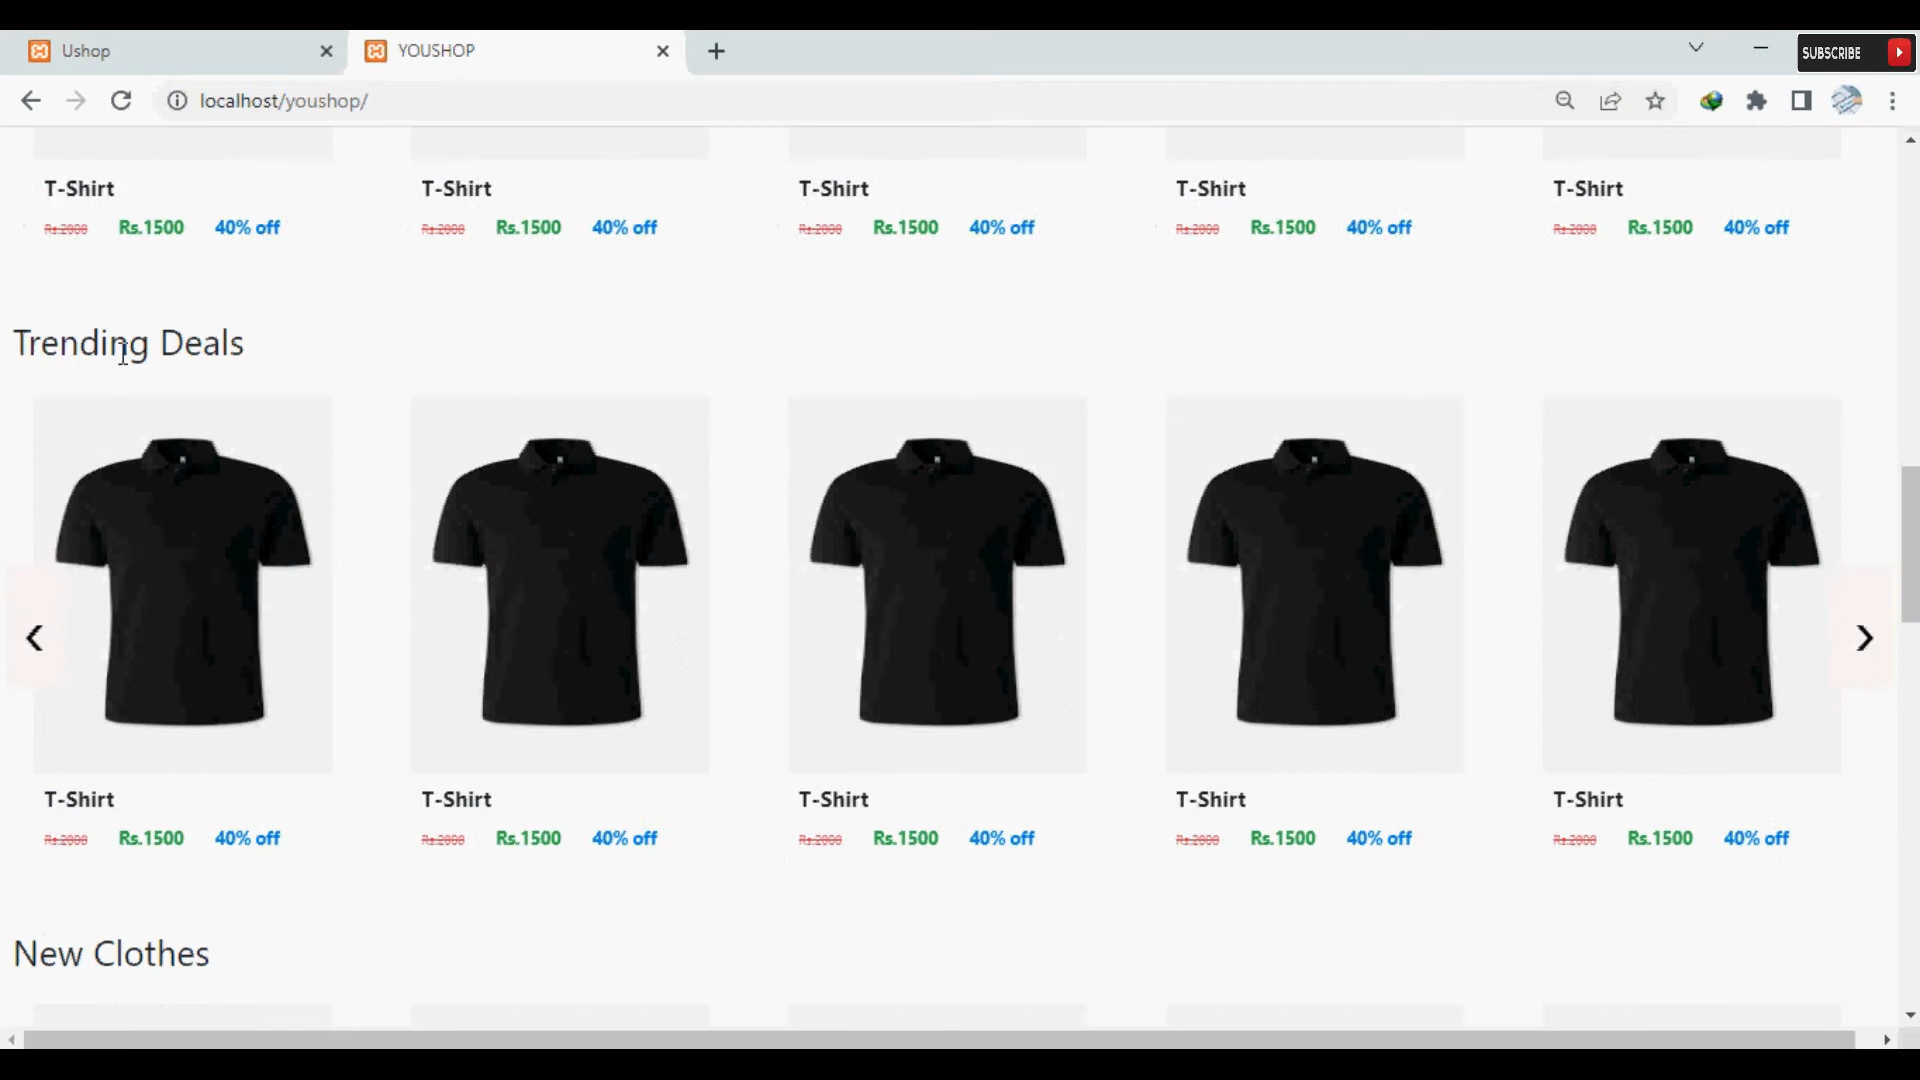 Ushop YOUSHOP SUBSCRIBE
localhost/youshop/
T-Shirt T-Shirt T-Shirt T-Shirt T-Shirt
Rs.2000 Rs.1500 40% off Rs.2000 Rs.1500 40% off Rs.2000 Rs.1500 40% off Rs.2000 Rs.1500 40% off Rs.2000 Rs.1500 40% off
Trending Deals
T-Shirt T-Shirt T-Shirt T-Shirt T-Shirt
Rs.2000 Rs.1500 40% off Rs.2000 Rs.1500 40% off Rs.2000 Rs.1500 40% off Rs.2000 Rs.1500 40% off Rs.2000 Rs.1500 40% off
New Clothes